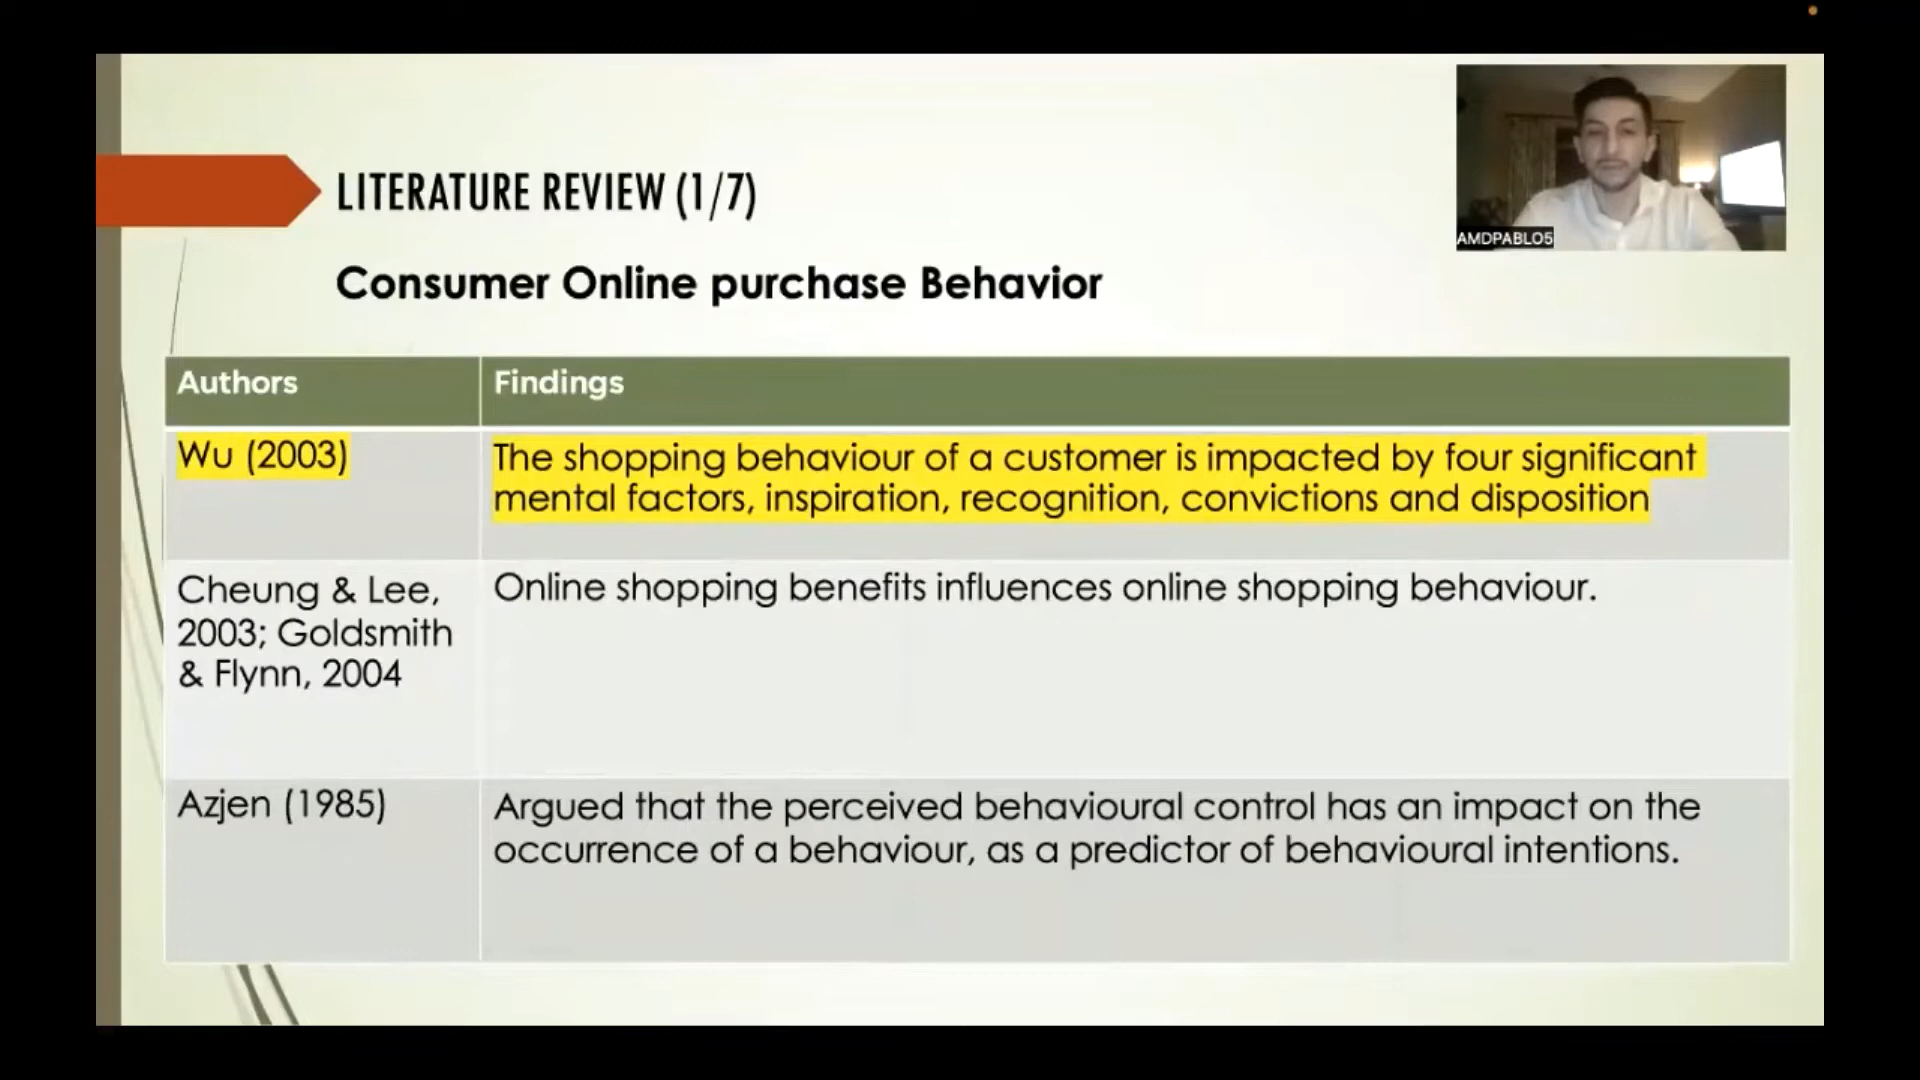 AMDPABLO5
LITERATURE REVIEW (1/7)
Consumer Online purchase Behavior
Authors
Findings
Wu (2003)
The shopping behaviour of a customer is impacted by four significant
mental factors, inspiration, recognition, convictions and disposition
Cheung & Lee,
2003; Goldsmith
& Flynn, 2004
Online shopping benefits influences online shopping behaviour.
Azjen (1985)
Argued that the perceived behavioural control has an impact on the
occurrence of a behaviour, as a predictor of behavioural intentions.